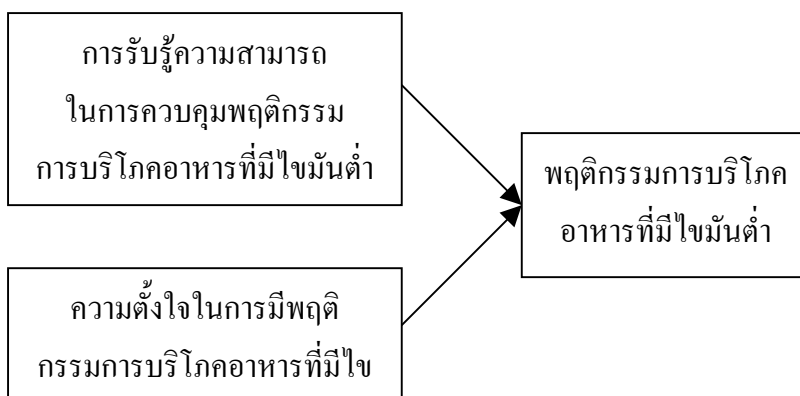 การรับรู้ความสามารถ
ในการควบคุมพฤติกรรม
การบริโภคอาหารที่มีไขมันต่ำ
พฤติกรรมการบริโภค
อาหารที่มีไขมันต่ำ
ความตั้งใจในการมีพฤติ
กรรมการบริโภคอาหารที่มีไข